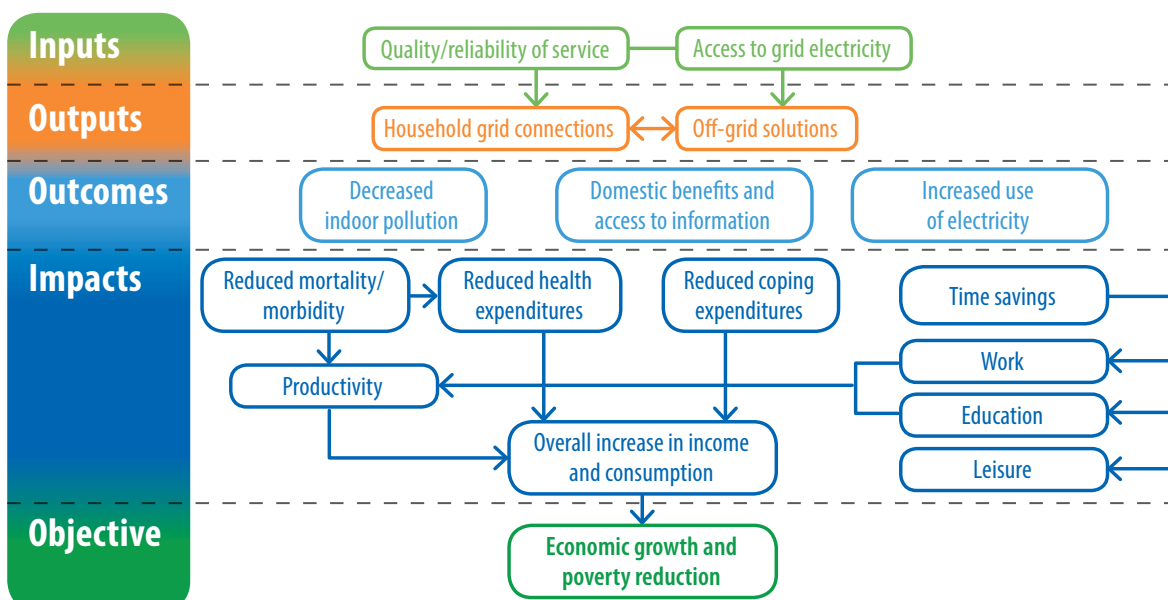 Inputs
Quality/reliability of service
Access to grid electricity
Outputs
Household grid connections
Off-grid solutions
Outcomes
Decreased
indoor pollution
Domestic benefits and
access to information
Increased use
of electricity
Impacts
Reduced mortality/
morbidity
Reduced health
expenditures
Reduced coping
expenditures
Time savings
Work
Productivity
Education
Overall increase in income
and consumption
Leisure
Objective
Economic growth and
poverty reduction